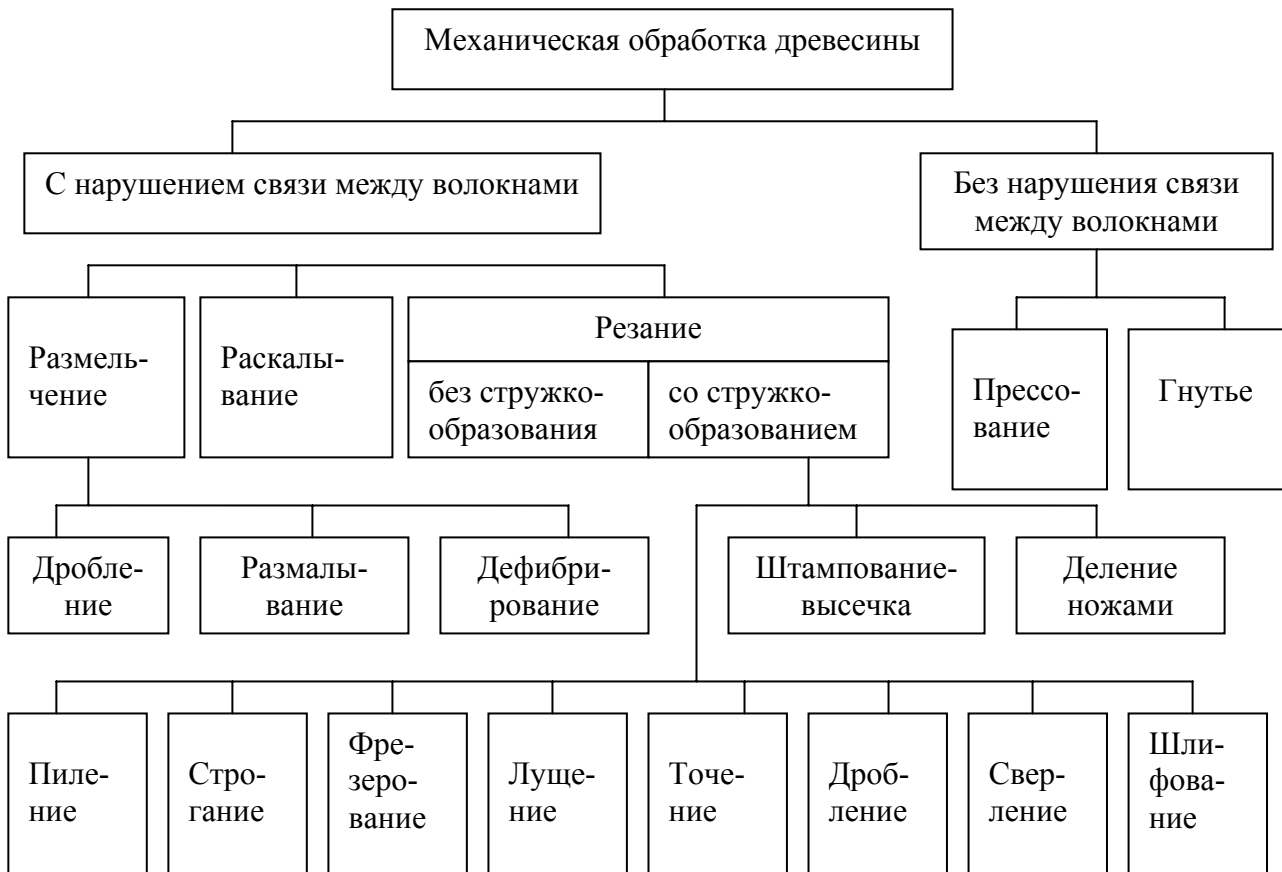 Механическая обработка древесины
С нарушением связи между волокнами
Без нарушения связи
между волокнами
Размель-
чение
Раскалы-
вание
Резание
без стружко-
образования
со стружко-
образованием
Прессо-
вание
Гнутье
Дробле-
ние
Размалы-
вание
Дефибри-
рование
Штампование-
высечка
Деление
ножами
Пиле-
ние
Стро-
гание
Фре-
зеро-
вание
Луще-
ние
Точе-
ние
Дроб-
ление
Свер-
ление
Шли-
фова-
ние